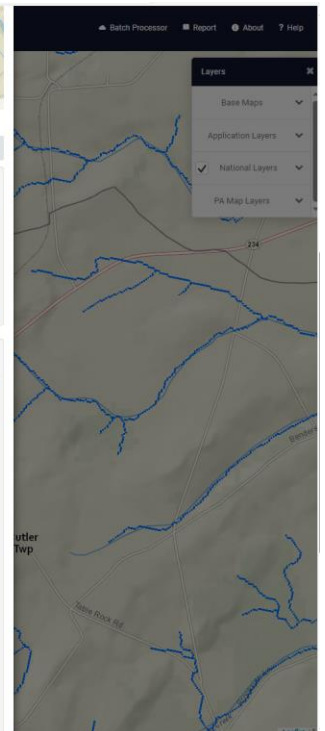 Batch Processor Report About Help
Layers
Base Maps
Application Layers
National Layers
PA Map Layers
234
utler
Twp
Table Rock Rd